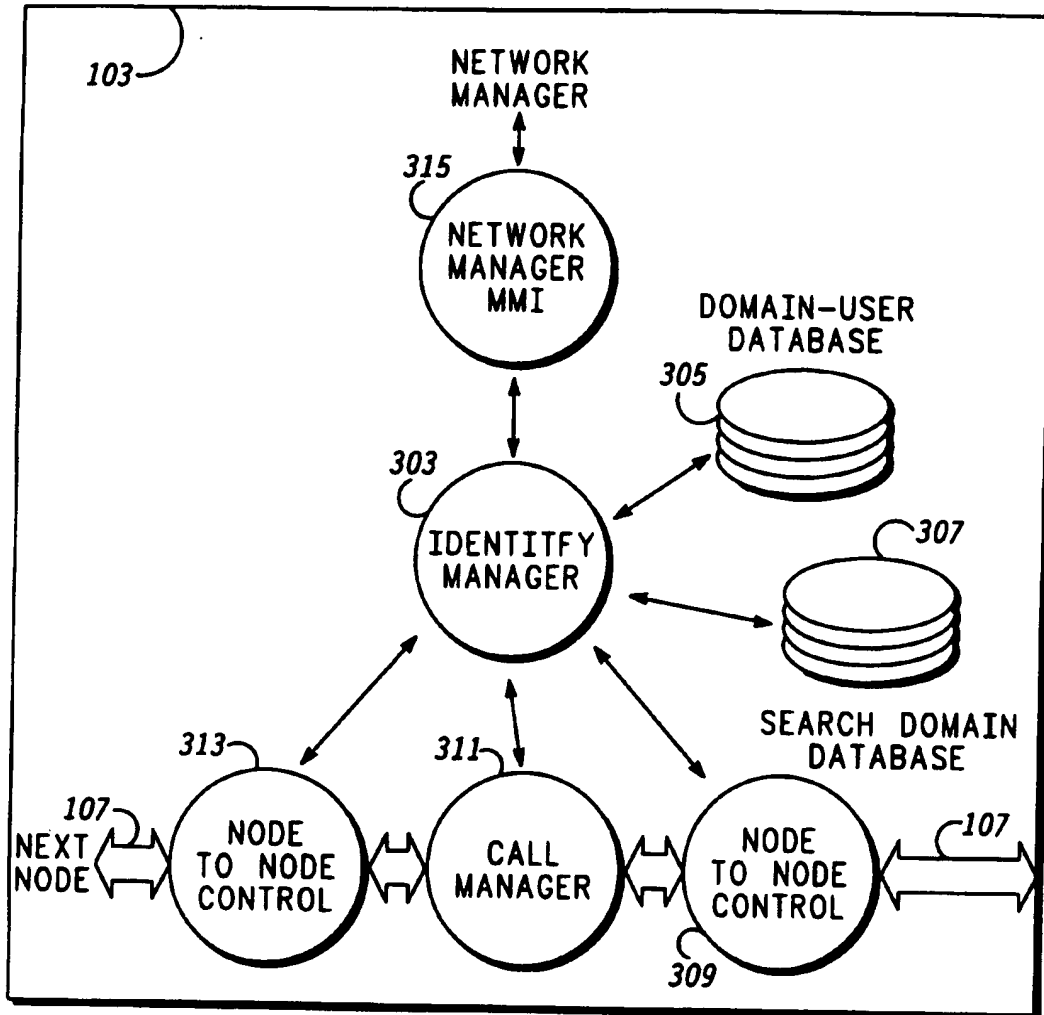 103
NETWORK
MANAGER
315
NETWORK
MANAGER
MMI
DOMAIN-USER
DATABASE
305
303
IDENTITFY
MANAGER
307
SEARCH DOMAIN
DATABASE
313
311
107
NEXT
NODE
NODE
TO NODE
CONTROL
CALL
MANAGER
NODE
TO NODE
CONTROL
107
309